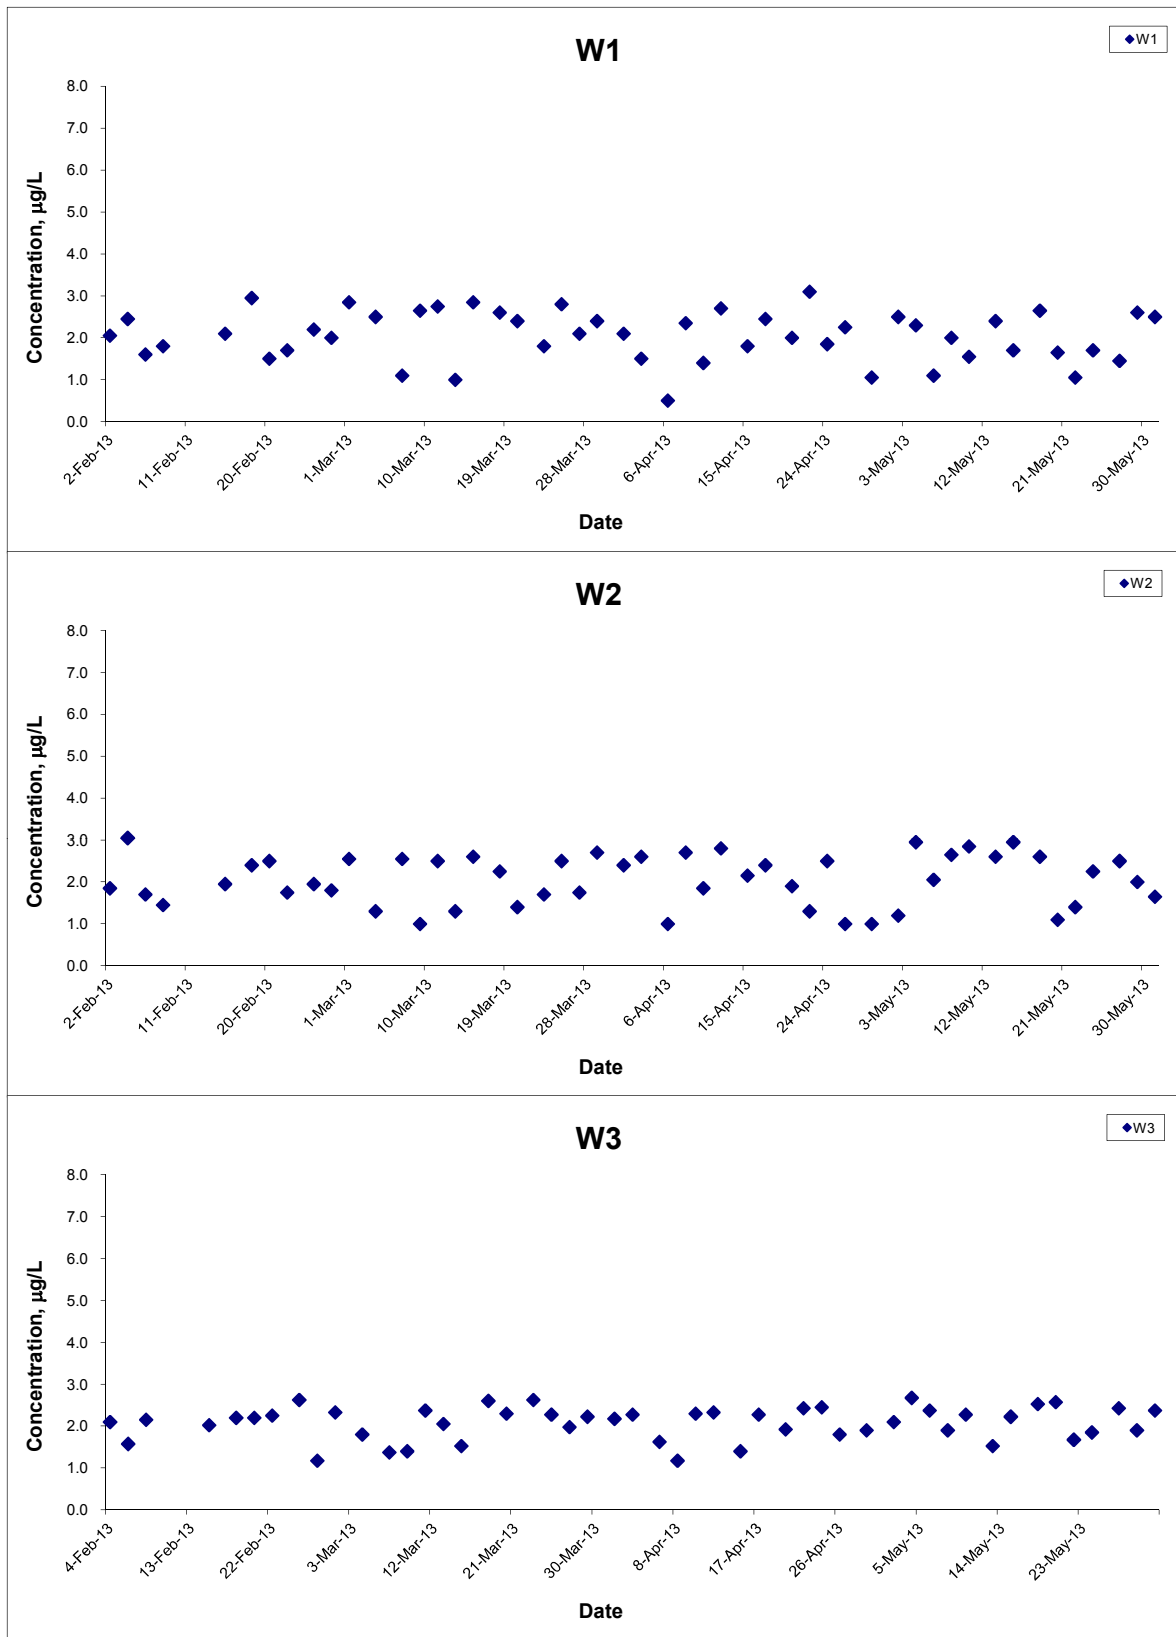 W1
W1
8.0
7.0
6.0
5.0
4.0
3.0
2.0
1.0
0.0
Concentration, µg/L
2-Feb-13 11-Feb-13 20-Feb-13 1-Mar-13 10-Mar-13 19-Mar-13 28-Mar-13 6-Apr-13 15-Apr-13 24-Apr-13 3-May-13 12-May-13 21-May-13 30-May-13
Date
W2
W2
8.0
7.0
6.0
5.0
4.0
3.0
2.0
1.0
0.0
Concentration, µg/L
2-Feb-13 11-Feb-13 20-Feb-13 1-Mar-13 10-Mar-13 19-Mar-13 28-Mar-13 6-Apr-13 15-Apr-13 24-Apr-13 3-May-13 12-May-13 21-May-13 30-May-13
Date
W3
W3
8.0
7.0
6.0
5.0
4.0
3.0
2.0
1.0
0.0
Concentration, µg/L
4-Feb-13 13-Feb-13 22-Feb-13 3-Mar-13 12-Mar-13 21-Mar-13 30-Mar-13 8-Apr-13 17-Apr-13 26-Apr-13 5-May-13 14-May-13 23-May-13
Date